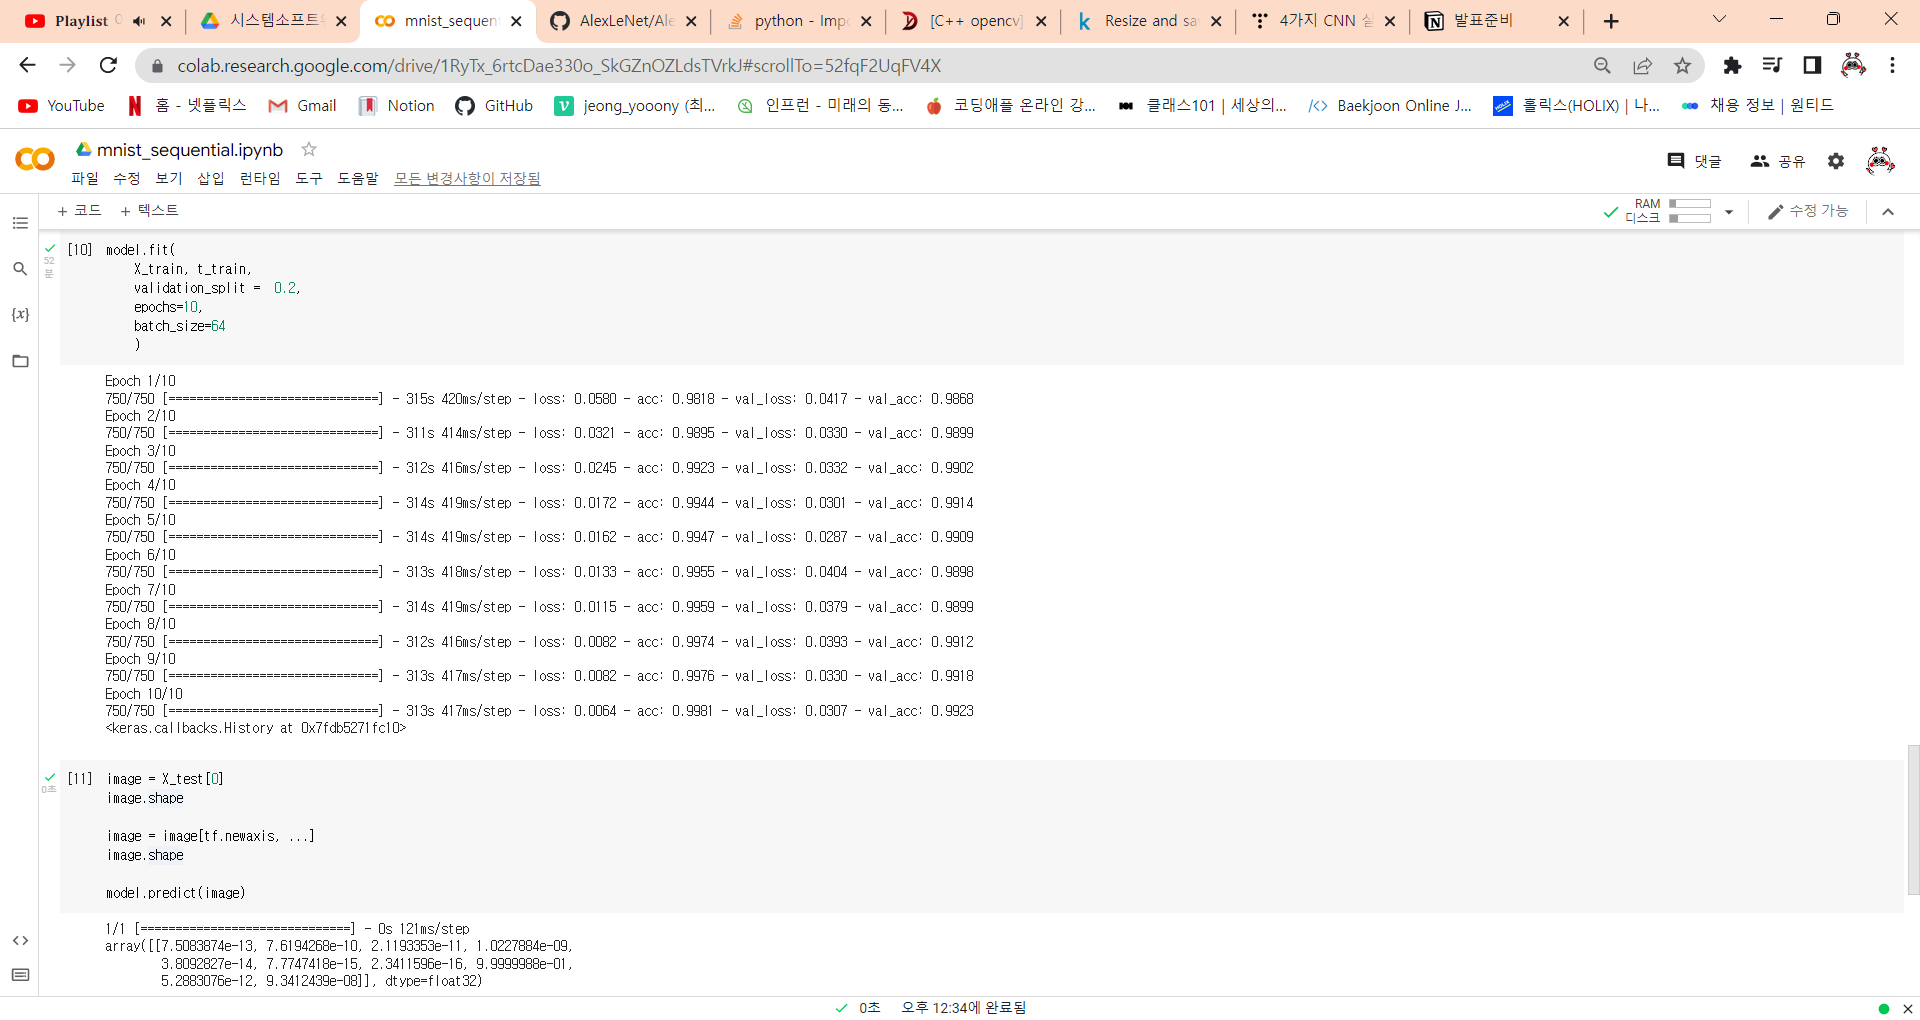 Playlist
시스템소프트
mnist_sequen
AlexLeNet/Ale
python - Imp
[C++ opencv]
Resize and sa
4가지 CNN 실
발표준비
colab.research.google.com/drive/1RyTx_6rtcDae330o_SkGZnOZLdsTVrkJ#scrollTo=52fqF2UqFV4X
YouTube
홈 - 넷플릭스
Gmail
Notion
GitHub
jeong_yooony (최...
인프런 - 미래의 동...
코딩애플 온라인 강...
클래스101 | 세상의...
Baekjoon Online J...
홀릭스(HOLIX) | 나...
채용 정보 | 원티드
mnist_sequential.ipynb
댓글
공유
파일 수정 보기 삽입 런타임 도구 도움말 모든 변경사항이 저장됨
+ 코드 + 텍스트
RAM
디스크
수정 가능
[10] model.fit(
52
분
X_train, t_train,
validation_split = 0.2,
epochs=10,
batch_size=64
)
Epoch 1/10
750/750 [==============================] - 315s 420ms/step - loss: 0.0580 - acc: 0.9818 - val_loss: 0.0417 - val_acc: 0.9868
Epoch 2/10
750/750 [==============================] - 311s 414ms/step - loss: 0.0321 - acc: 0.9895 - val_loss: 0.0330 - val_acc: 0.9899
Epoch 3/10
750/750 [==============================] - 312s 416ms/step - loss: 0.0245 - acc: 0.9923 - val_loss: 0.0332 - val_acc: 0.9902
Epoch 4/10
750/750 [==============================] - 314s 419ms/step - loss: 0.0172 - acc: 0.9944 - val_loss: 0.0301 - val_acc: 0.9914
Epoch 5/10
750/750 [==============================] - 314s 419ms/step - loss: 0.0162 - acc: 0.9947 - val_loss: 0.0287 - val_acc: 0.9909
Epoch 6/10
750/750 [==============================] - 313s 418ms/step - loss: 0.0133 - acc: 0.9955 - val_loss: 0.0404 - val_acc: 0.9898
Epoch 7/10
750/750 [==============================] - 314s 419ms/step - loss: 0.0115 - acc: 0.9959 - val_loss: 0.0379 - val_acc: 0.9899
Epoch 8/10
750/750 [==============================] - 312s 416ms/step - loss: 0.0082 - acc: 0.9974 - val_loss: 0.0393 - val_acc: 0.9912
Epoch 9/10
750/750 [==============================] - 313s 417ms/step - loss: 0.0082 - acc: 0.9976 - val_loss: 0.0330 - val_acc: 0.9918
Epoch 10/10
750/750 [==============================] - 313s 417ms/step - loss: 0.0064 - acc: 0.9981 - val_loss: 0.0307 - val_acc: 0.9923
<keras.callbacks.History at 0x7fdb5271fc10>
[11] image = X_test[0]
0초
image.shape
image = image[tf.newaxis, ...]
image.shape
model.predict(image)
1/1 [==============================] - 0s 121ms/step
array([[7.5083874e-13, 7.6194268e-10, 2.1193353e-11, 1.0227884e-09,
3.8092827e-14, 7.7747418e-15, 2.3411596e-16, 9.9999988e-01,
5.2883076e-12, 9.3412439e-08]], dtype=float32)
0초 오후 12:34에 완료됨